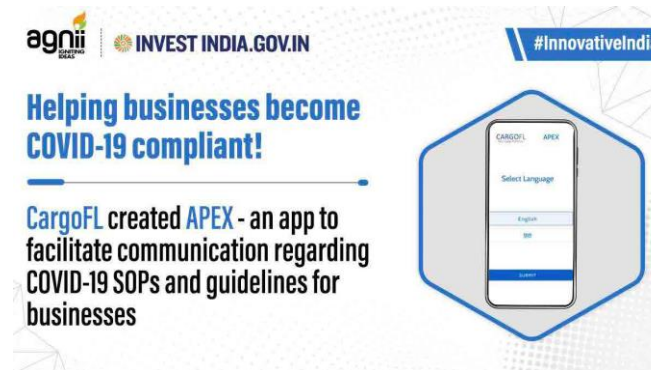 agnii
IGNITING
IDEAS
INVEST INDIA.GOV.IN
#InnovativeIndi
Helping businesses become
COVID-19 compliant!
CargoFL created APEX - an app to
facilitate communication regarding
COVID-19 SOPs and guidelines for
businesses
CARGOFL APEX
Select Language
English
SUBMIT